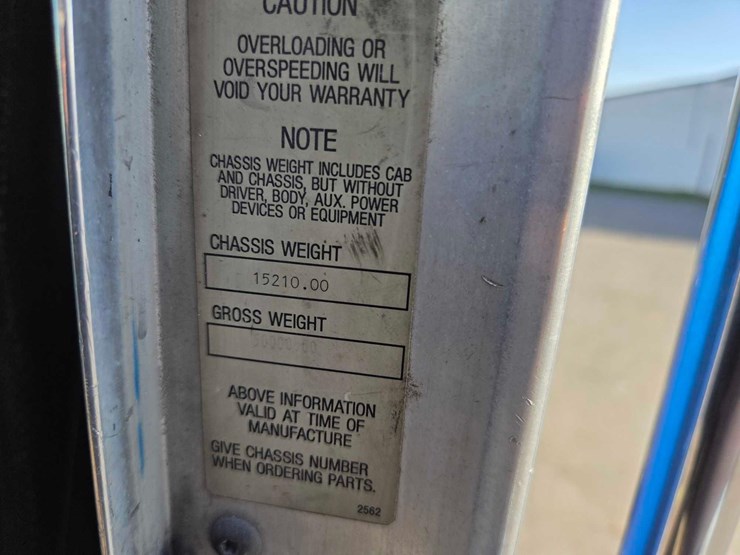 CAUTION
OVERLOADING OR
OVERSPEEDING WILL
VOID YOUR WARRANTY
NOTE
CHASSIS WEIGHT INCLUDES CAB
AND CHASSIS, BUT WITHOUT
DRIVER, BODY, AUX. POWER
DEVICES OR EQUIPMENT
CHASSIS WEIGHT
15210.00
GROSS WEIGHT
ABOVE INFORMATION
VALID AT TIME OF
MANUFACTURE
GIVE CHASSIS NUMBER
WHEN ORDERING PARTS.
2562